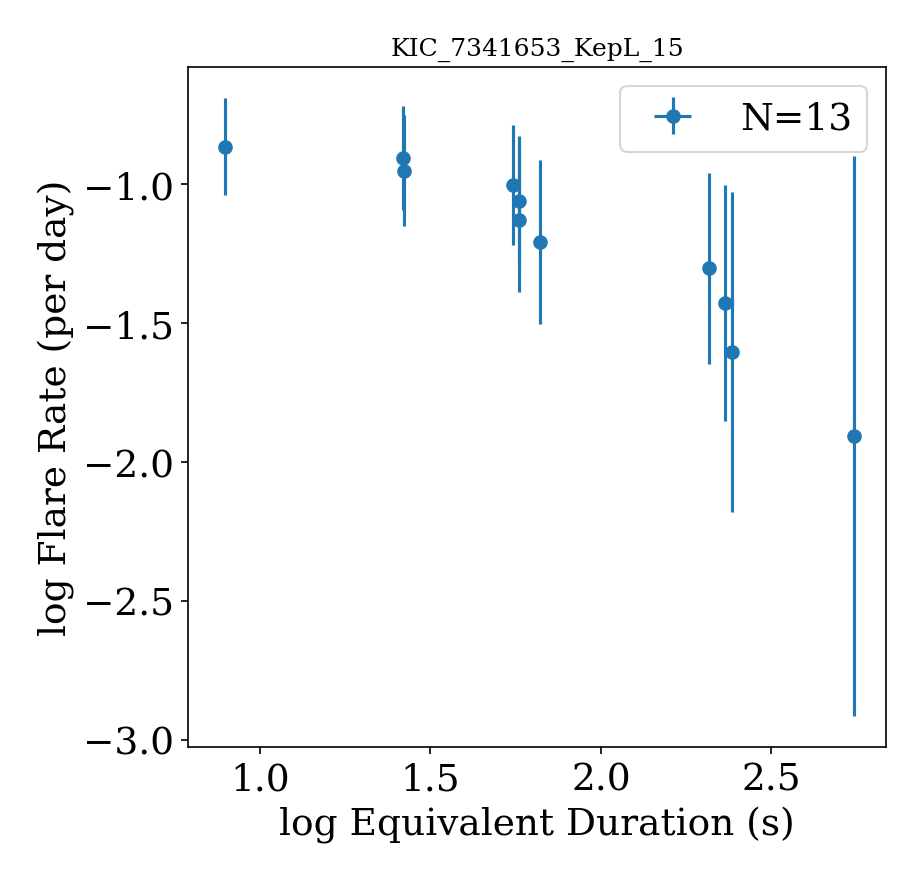 KIC_7341653_KepL_15
N=13
log Flare Rate (per day)
−1.0
−1.5
−2.0
−2.5
−3.0
1.0 1.5 2.0 2.5
log Equivalent Duration (s)